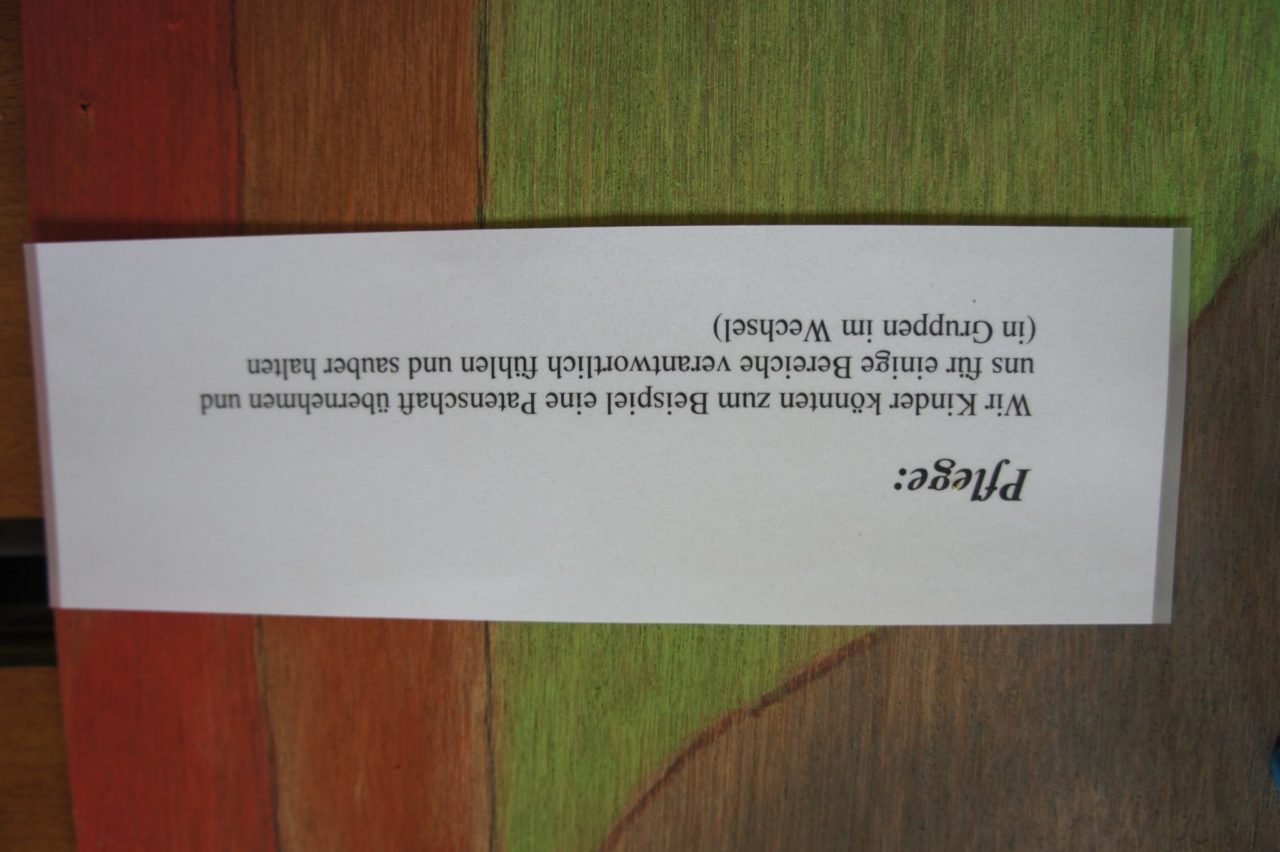 Pflege:
Wir Kinder könnten zum Beispiel eine Patenschaft übernehmen und
uns für einige Bereiche verantwortlich fühlen und sauber halten
(in Gruppen im Wechsel)